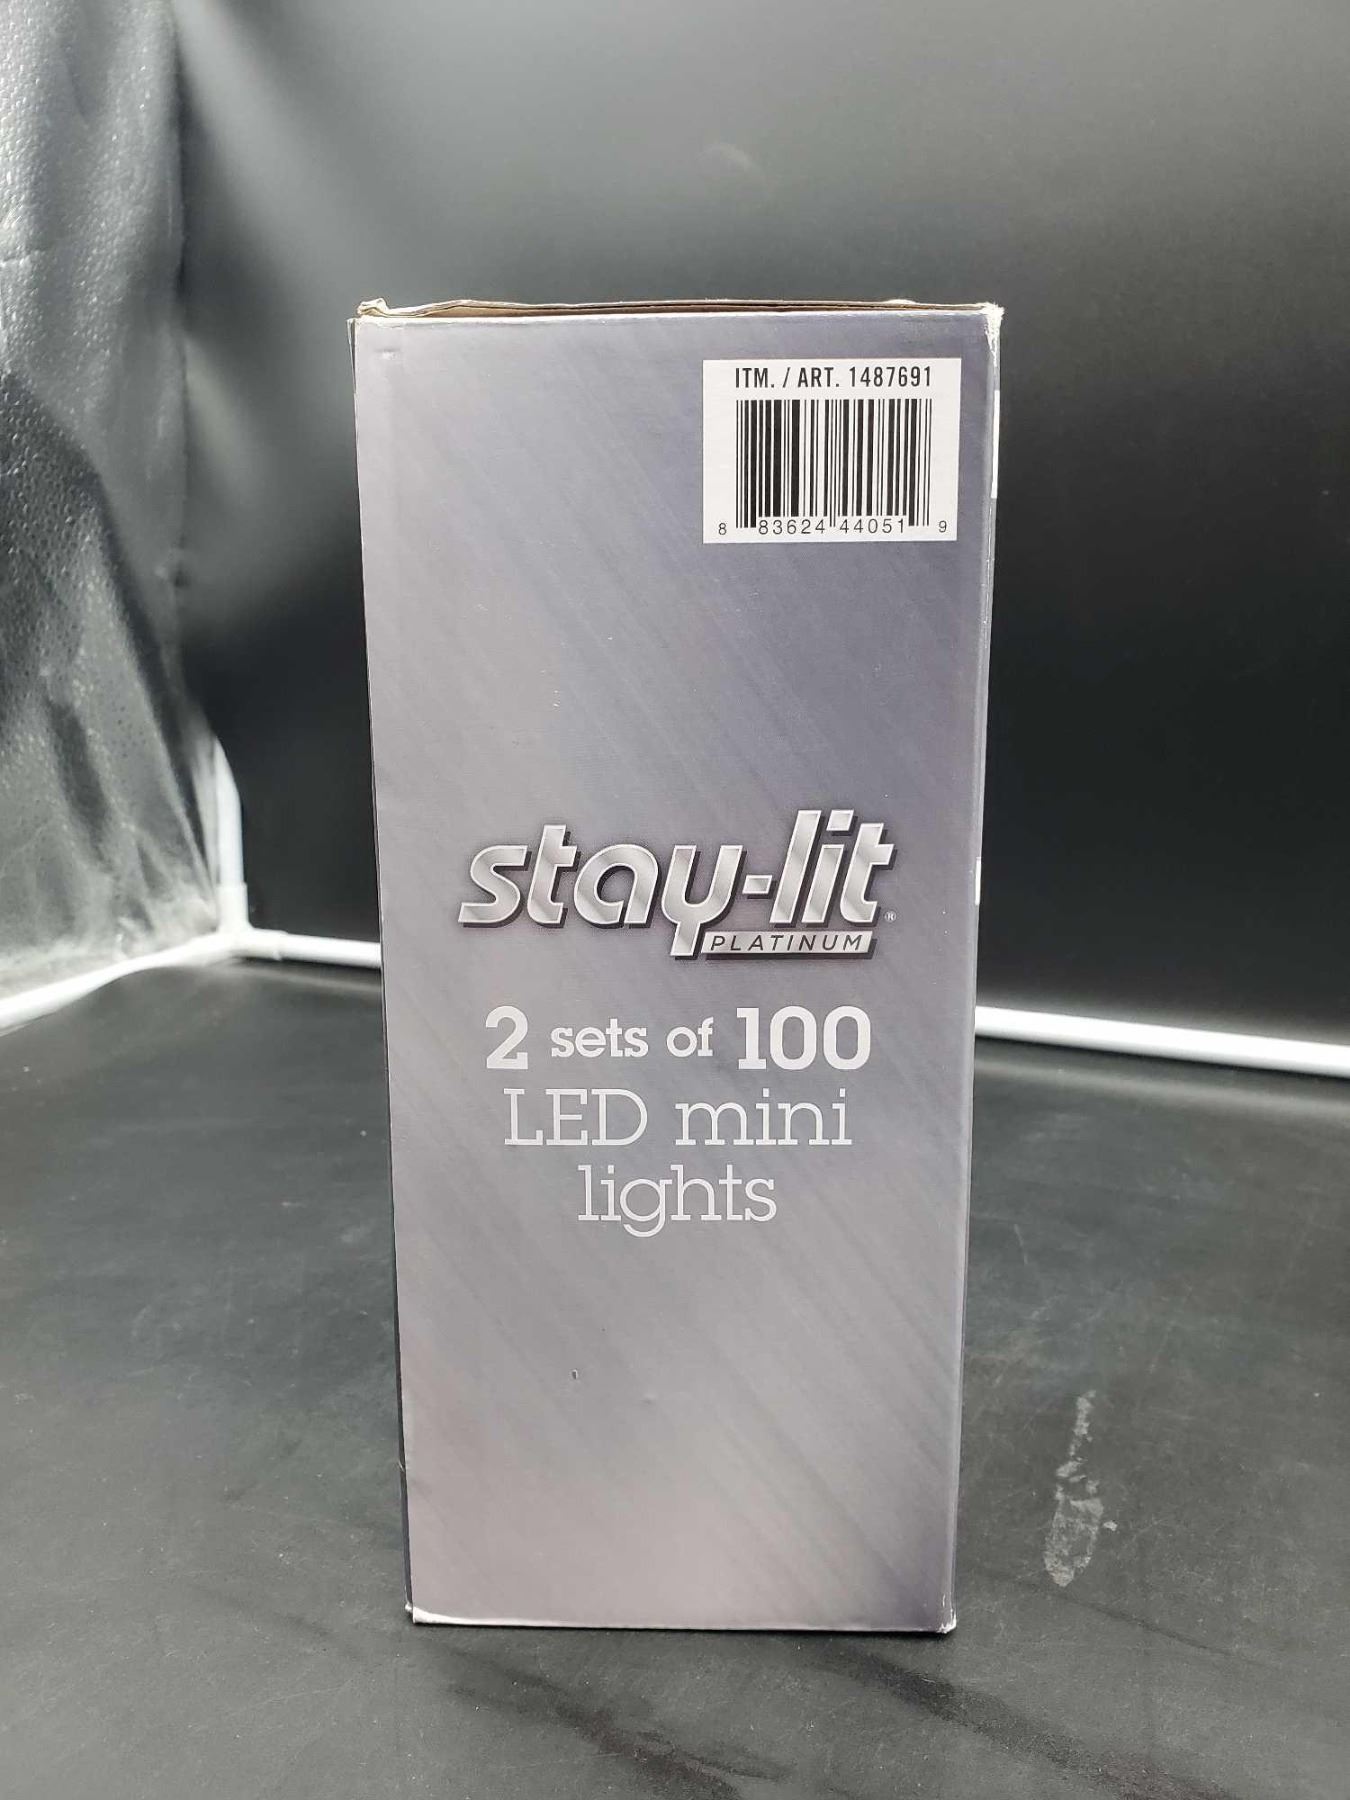 ITM. / ART. 1487691
8 83624 44051 9
stay-lit®
PLATINUM
2 sets of 100
LED mini
lights